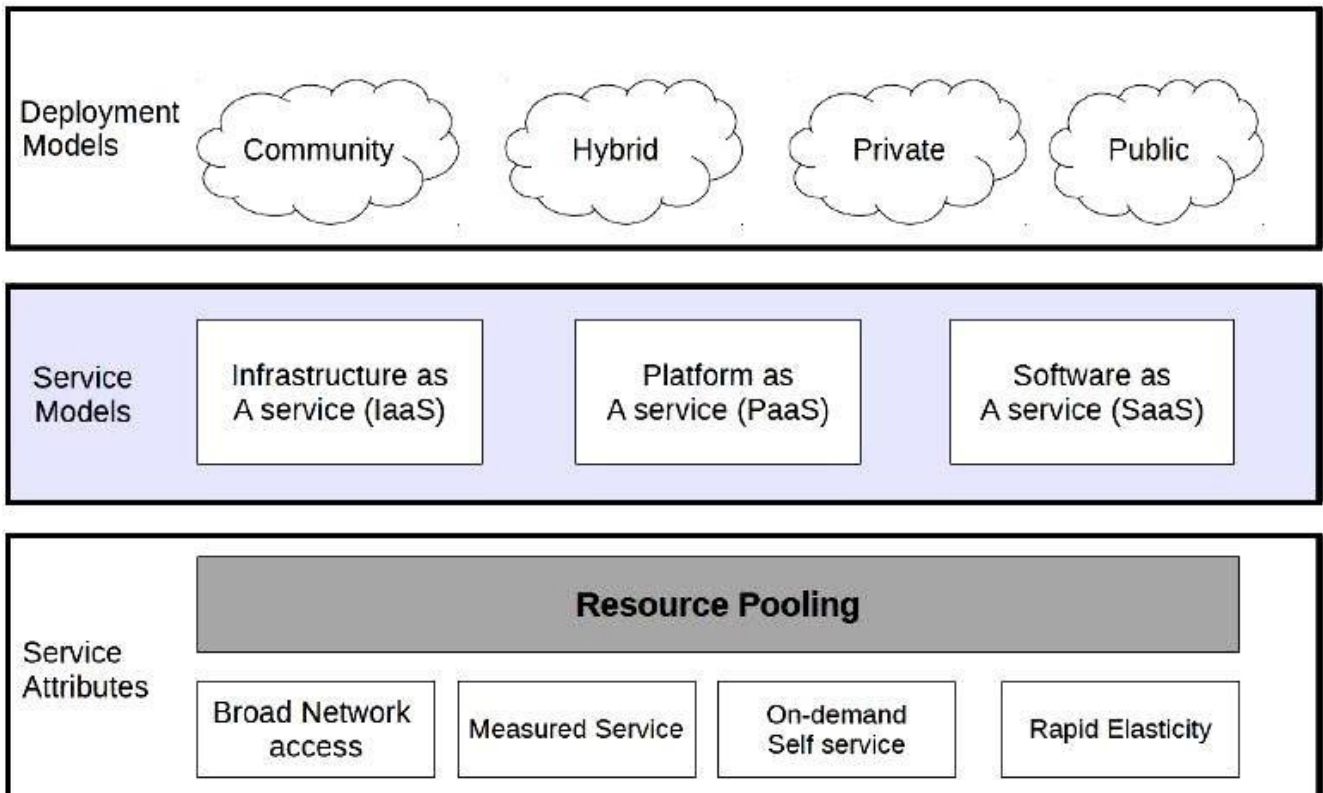 Deployment
Models
Community
Hybrid
Private
Public
Service
Models
Infrastructure as
A service (IaaS)
Platform as
A service (PaaS)
Software as
A service (SaaS)
Resource Pooling
Service
Attributes
Broad Network
access
Measured Service
On-demand
Self service
Rapid Elasticity